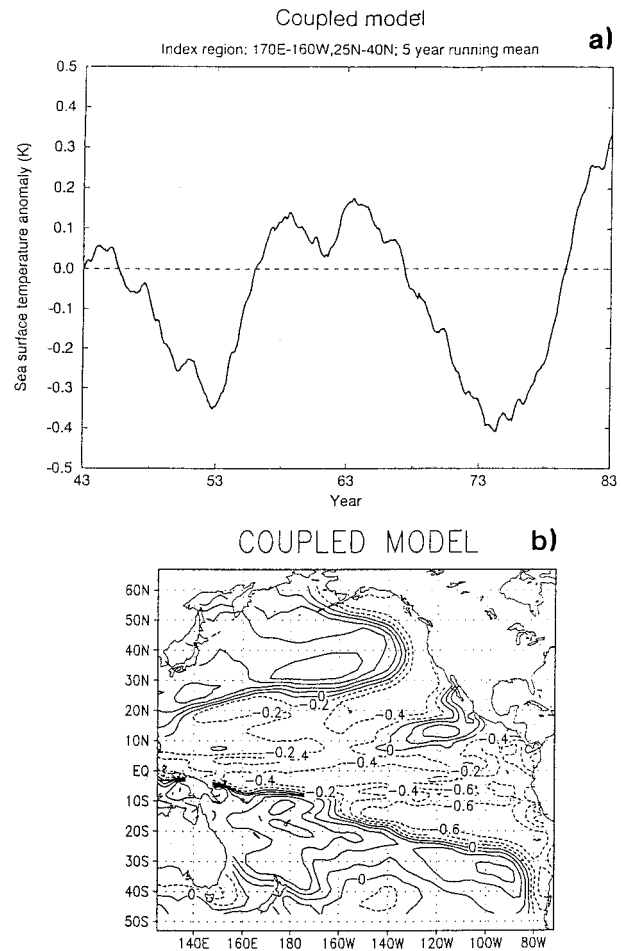 Coupled model
a)
Index region: 170E-160W,25N-40N; 5 year running mean
Sea surface temperature anomaly (K)
0.5
0.4
0.3
0.2
0.1
0.0
-0.1
-0.2
-0.3
-0.4
-0.5
43
53
63
73
83
Year
COUPLED MODEL
b)
60N
50N
40N
30N
20N
10N
EQ
10S
20S
30S
40S
50S
0
-0.2
-0.2
-0.4
0
-0.4
-0.2
-0.4
-0.2
-0.4
-0.2
-0.4
-0.6
-0.6
-0.6
0
0
0
140E
160E
180
160W
140W
120W
100W
80W